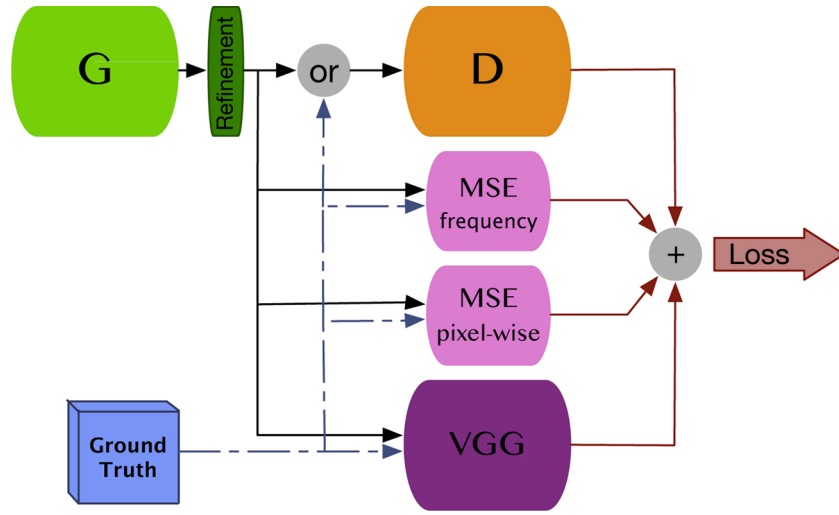 G
Refinement
or
D
MSE
frequency
MSE
pixel-wise
+
Loss
Ground
Truth
VGG